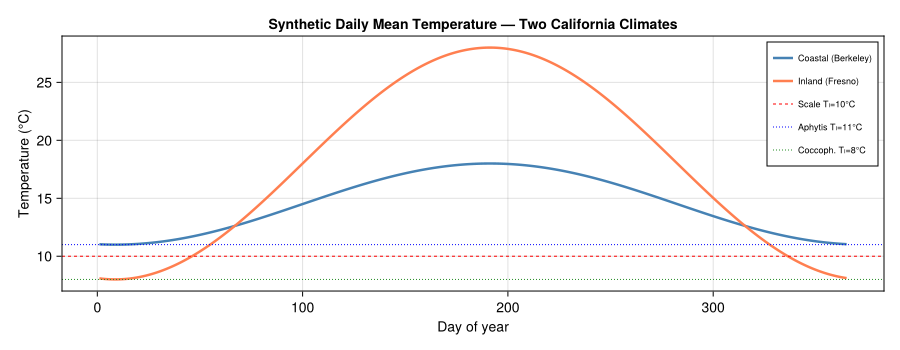 Synthetic Daily Mean Temperature — Two California Climates
Temperature (°C)
25
20
15
10
0
100
200
300
Day of year
Coastal (Berkeley)
Inland (Fresno)
Scale Tₗ=10°C
Aphytis Tₗ=11°C
Coccoph. Tₗ=8°C